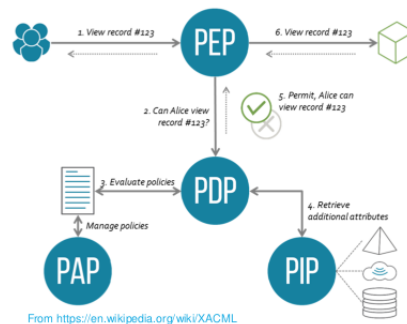 1. View record #123
PEP
6. View record #123
2. Can Alice view
record #123?
5. Permit, Alice can
view record #123
3. Evaluate policies
PDP
4. Retrieve
additional attributes
Manage policies
PAP
PIP
From https://en.wikipedia.org/wiki/XACML